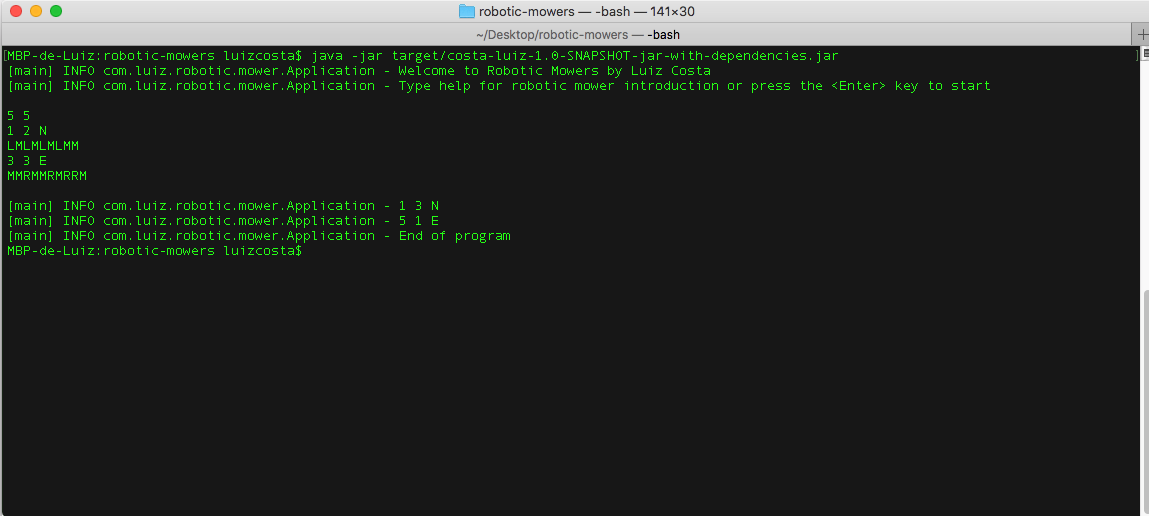 robotic-mowers — -bash — 141×30
~/Desktop/robotic-mowers — -bash
[MBP-de-Luiz:robotic-mowers luizcosta$ java -jar target/costa-luiz-1.0-SNAPSHOT-jar-with-dependencies.jar ]
[main] INFO com.luiz.robotic.mower.Application - Welcome to Robotic Mowers by Luiz Costa
[main] INFO com.luiz.robotic.mower.Application - Type help for robotic mower introduction or press the <Enter> key to start
5 5
1 2 N
LMLMLMLMM
3 3 E
MMRMMRMRRM
[main] INFO com.luiz.robotic.mower.Application - 1 3 N
[main] INFO com.luiz.robotic.mower.Application - 5 1 E
[main] INFO com.luiz.robotic.mower.Application - End of program
MBP-de-Luiz:robotic-mowers luizcosta$